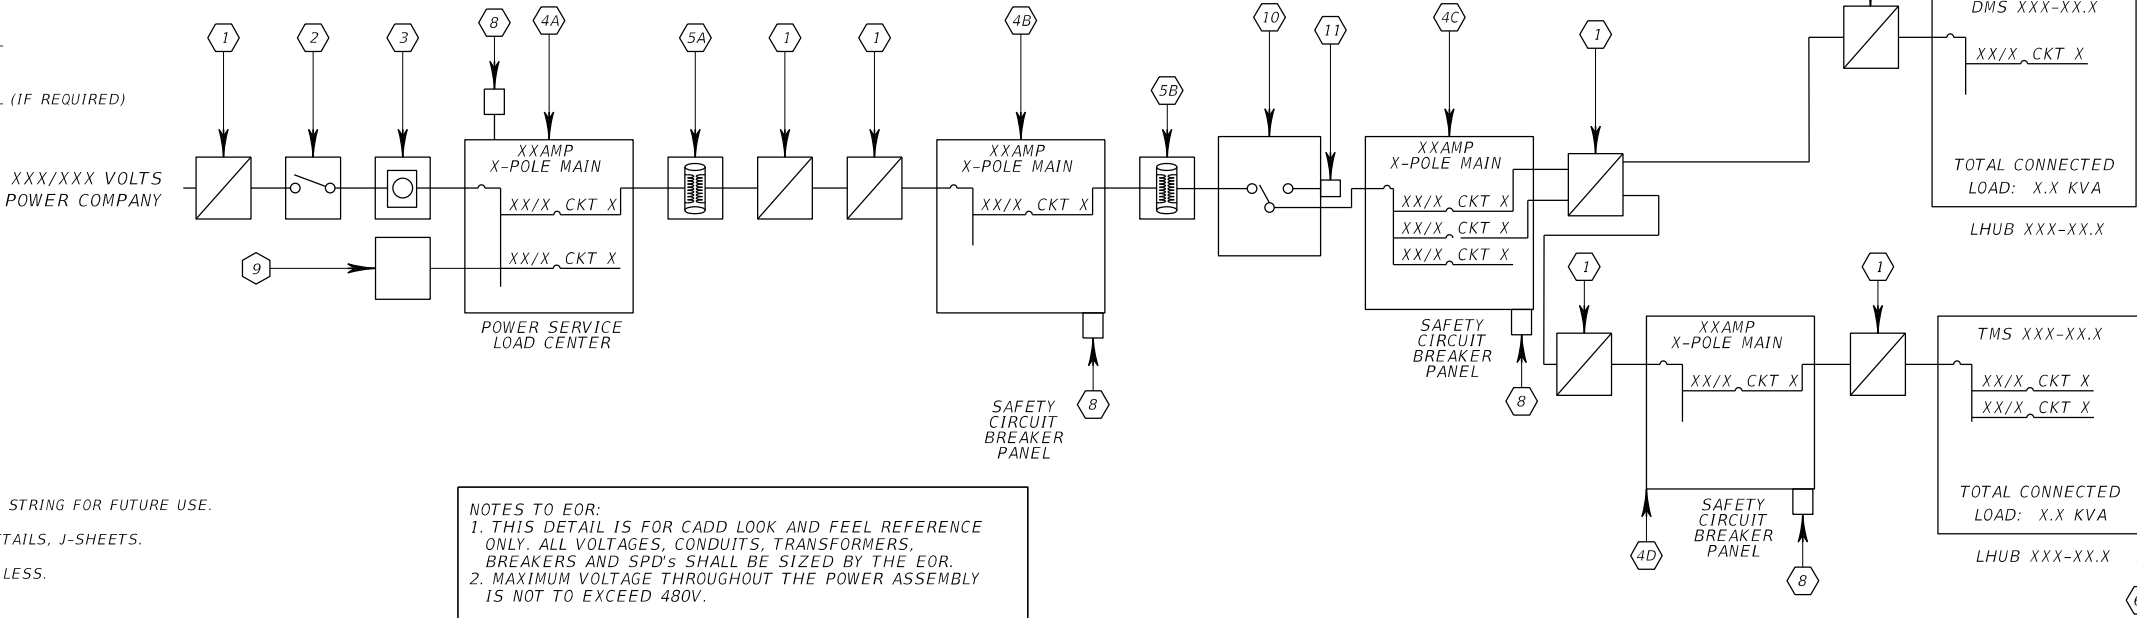 8
4A
4B
10
4C
DMS XXX-XX.X
1
2
3
5A
1
1
11
1
XX/X CKT X
5B
(IF REQUIRED)
XXAMP
X-POLE MAIN
XXAMP
X-POLE MAIN
XXAMP
X-POLE MAIN
TOTAL CONNECTED
LOAD: X.X KVA
XXX/XXX VOLTS
POWER COMPANY
XX/X CKT X
XX/X CKT X
XX/X CKT X
XX/X CKT X
XX/X CKT X
XX/X CKT X
LHUB XXX-XX.X
9
1
1
POWER SERVICE
LOAD CENTER
SAFETY
CIRCUIT
BREAKER
PANEL
XXAMP
X-POLE MAIN
TMS XXX-XX.X
XX/X CKT X
XX/X CKT X
XX/X CKT X
8
8
SAFETY
CIRCUIT
BREAKER
PANEL
TOTAL CONNECTED
LOAD: X.X KVA
SAFETY
CIRCUIT
BREAKER
PANEL
4D
8
LHUB XXX-XX.X
STRING FOR FUTURE USE.
TAILS, J-SHEETS.
LESS.
NOTES TO EOR:
1. THIS DETAIL IS FOR CADD LOOK AND FEEL REFERENCE
ONLY. ALL VOLTAGES, CONDUITS, TRANSFORMERS,
BREAKERS AND SPD's SHALL BE SIZED BY THE EOR.
2. MAXIMUM VOLTAGE THROUGHOUT THE POWER ASSEMBLY
IS NOT TO EXCEED 480V.